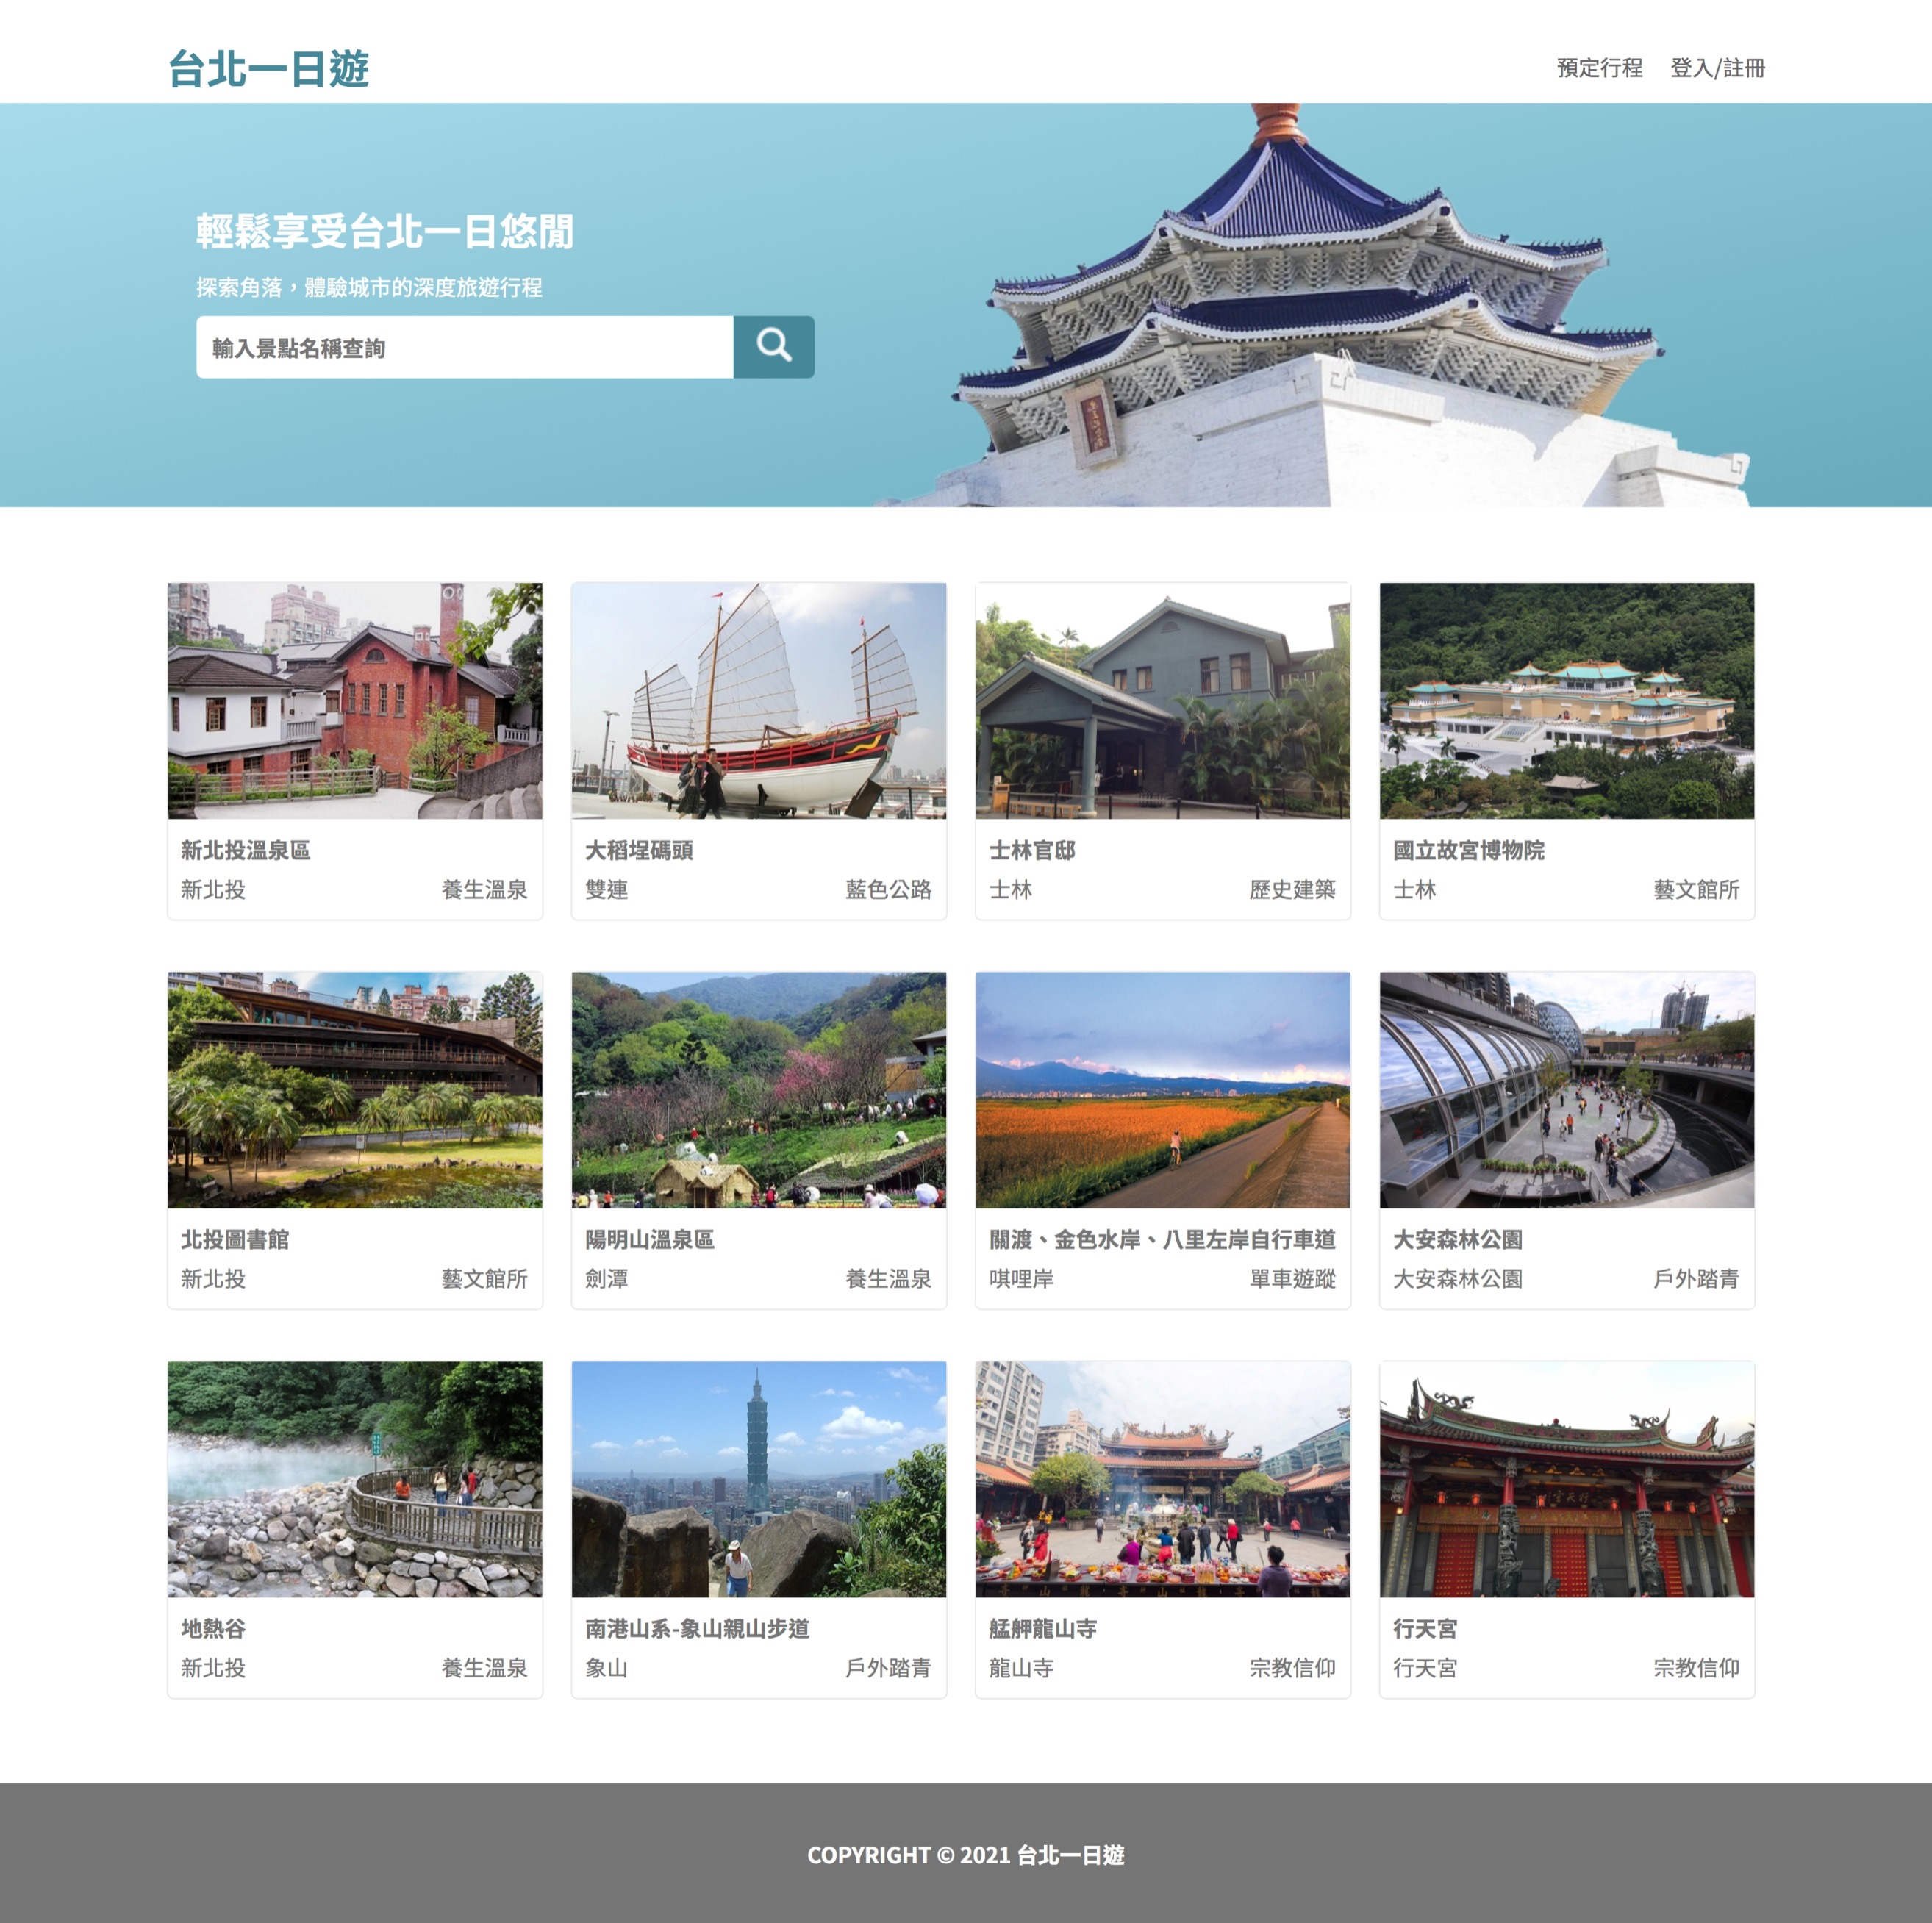 台北一日遊
預定行程 登入/註冊
輕鬆享受台北一日悠閒
探索角落，體驗城市的深度旅遊行程
輸入景點名稱查詢
新北投溫泉區
新北投 養生溫泉
大稻埕碼頭
雙連 藍色公路
士林官邸
士林 歷史建築
國立故宮博物院
士林 藝文館所
北投圖書館
新北投 藝文館所
陽明山溫泉區
劍潭 養生溫泉
關渡、金色水岸、八里左岸自行車道
唭哩岸 單車遊蹤
大安森林公園
大安森林公園 戶外踏青
地熱谷
新北投 養生溫泉
南港山系-象山親山步道
象山 戶外踏青
艋舺龍山寺
龍山寺 宗教信仰
行天宮
行天宮 宗教信仰
COPYRIGHT © 2021 台北一日遊